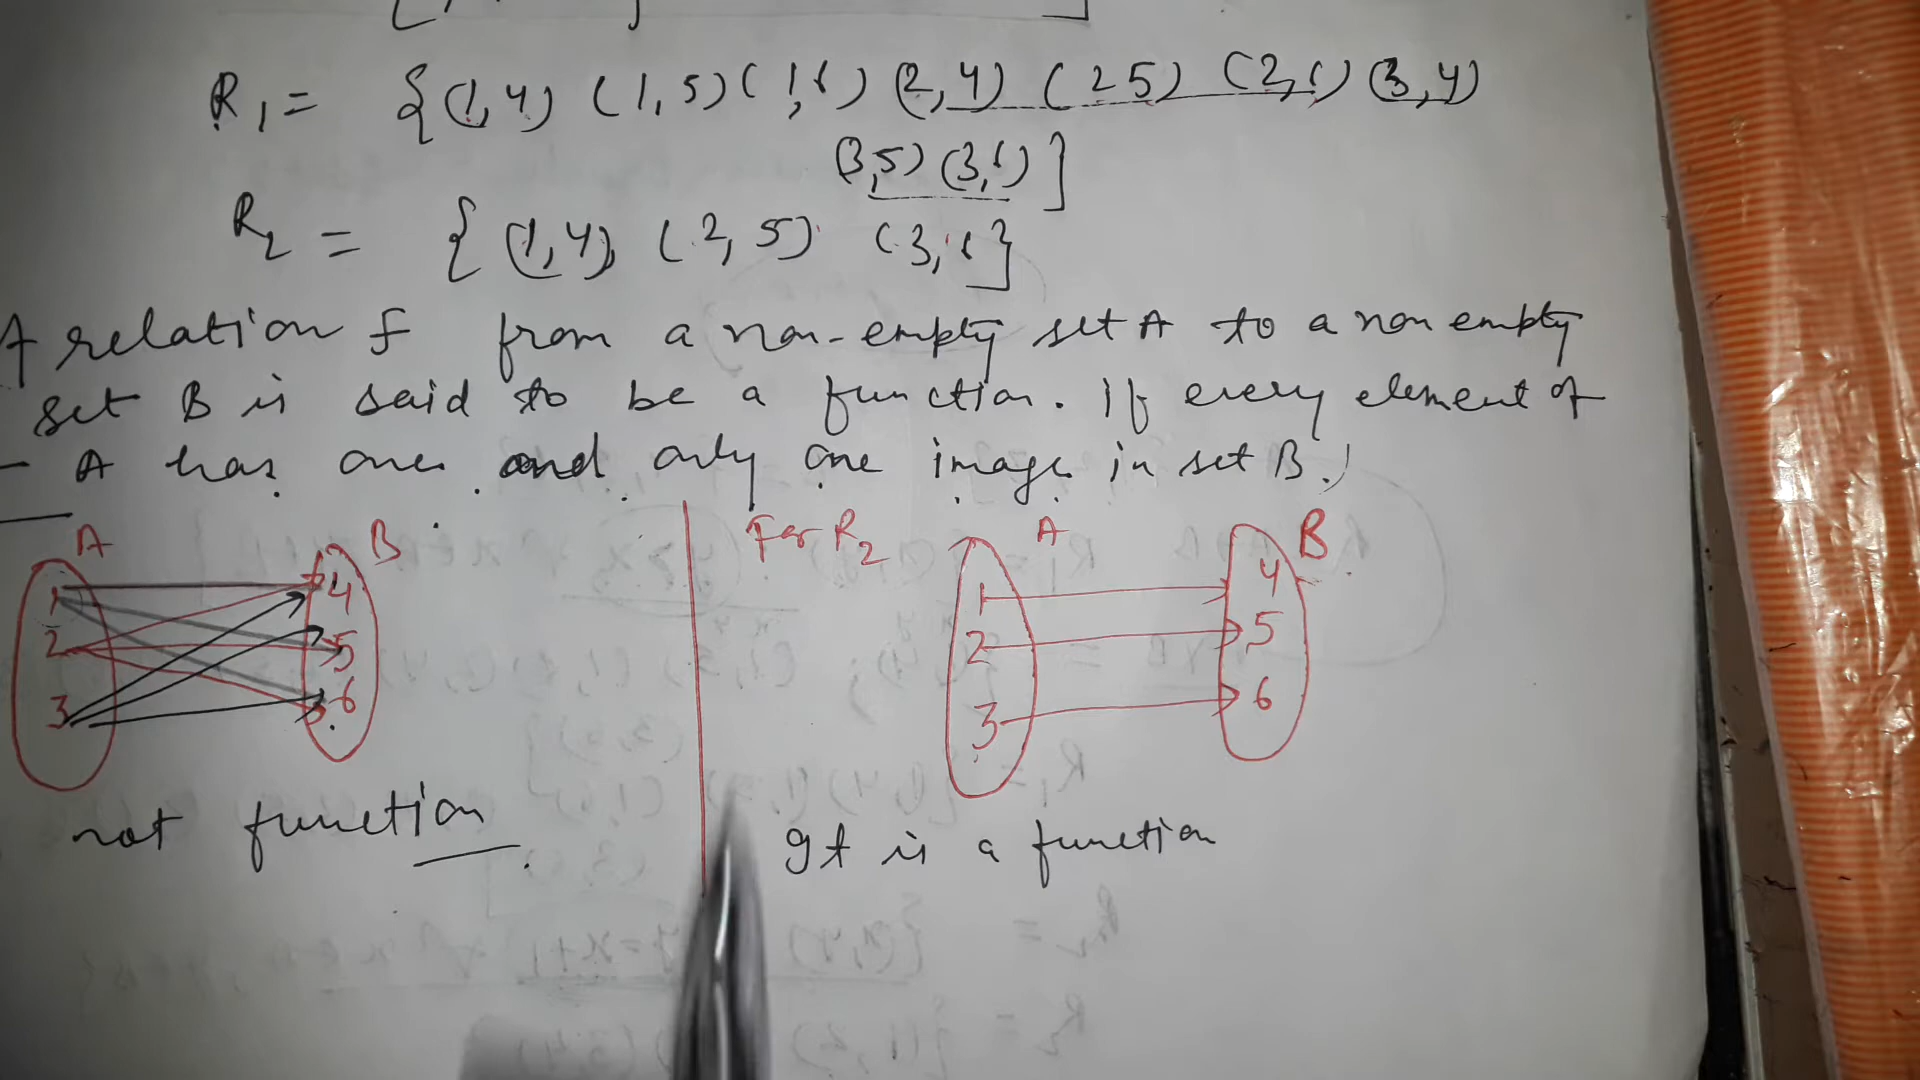 R₁ = {(1,4) (1,5) (1,6) (2,4) (2 5) (2,6) (3,4)
(3,5) (3,6)]
R₂ = {(1,4), (2,5) (3,6}
A relation f from a non-empty set A to a non empty
set B is said to be a function. If every element of
A has one and only one image in set B.
A B For R₂ A B
1 4 1 4
2 5 2 5
3 6 3 6
not function. It is a function